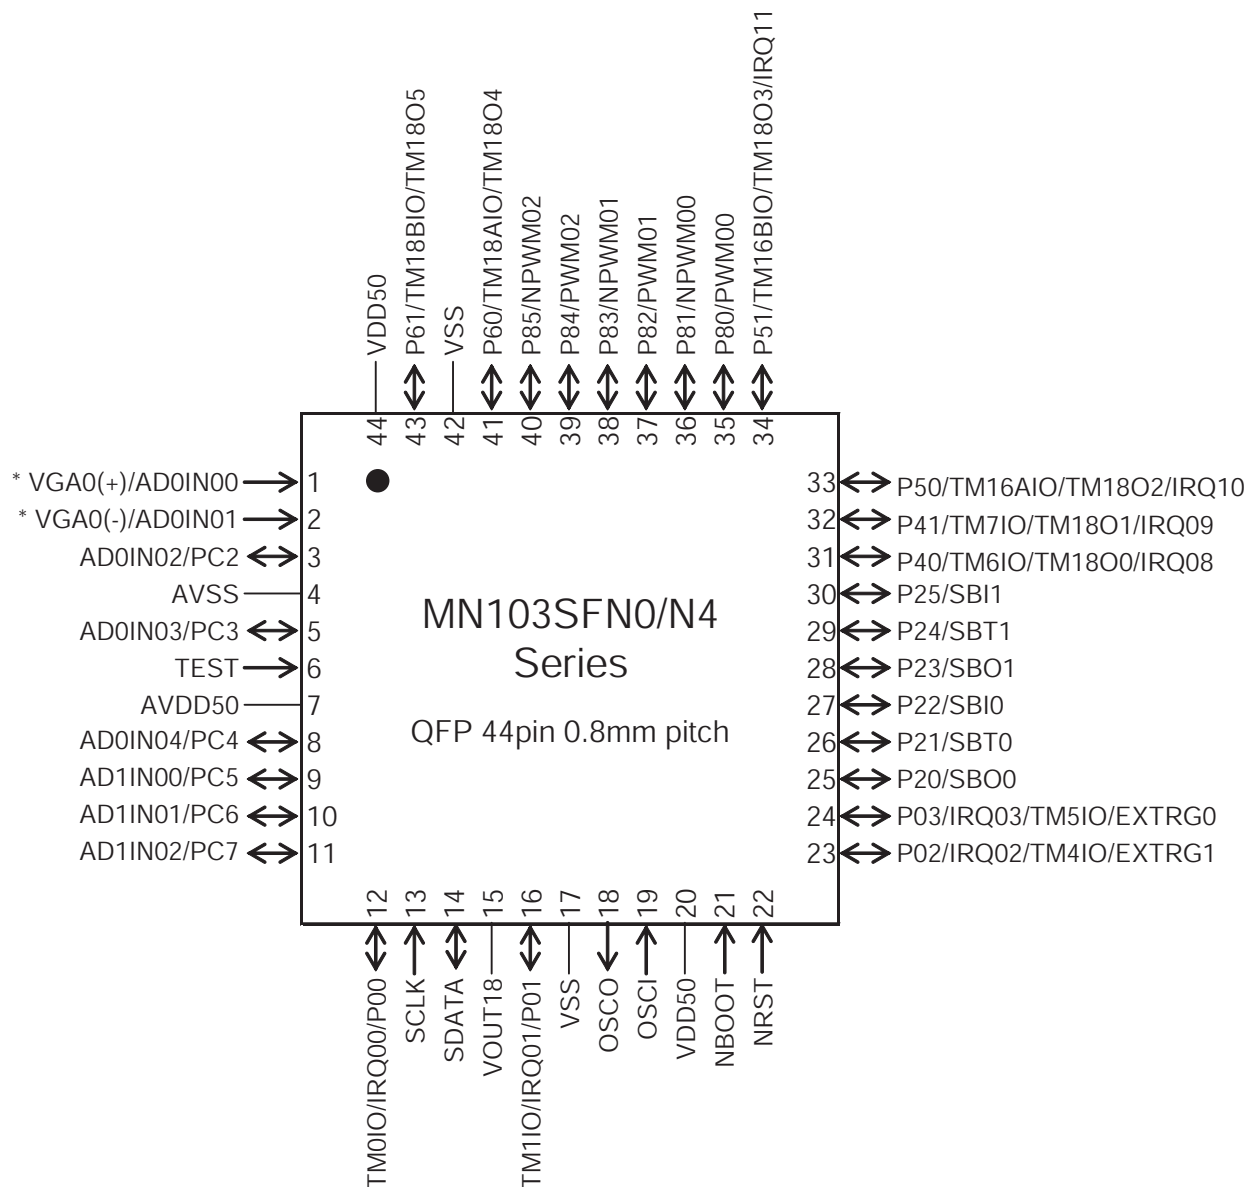 P61/TM18BIO/TM18O5
P60/TM18AIO/TM18O4
P51/TM16BIO/TM18O3/IRQ11
VDD50
VSS
P85/NPWM02
P84/PWM02
P83/NPWM01
P82/PWM01
P81/NPWM00
P80/PWM00
44
43
42
41
40
39
38
37
36
35
34
* VGA0(+)/AD0IN00
1
* VGA0(-)/AD0IN01
2
AD0IN02/PC2
3
AVSS
4
AD0IN03/PC3
5
TEST
6
AVDD50
7
AD0IN04/PC4
8
AD1IN00/PC5
9
AD1IN01/PC6
10
AD1IN02/PC7
11
MN103SFN0/N4
Series
QFP 44pin 0.8mm pitch
33
P50/TM16AIO/TM18O2/IRQ10
32
P41/TM7IO/TM18O1/IRQ09
31
P40/TM6IO/TM18O0/IRQ08
30
P25/SBI1
29
P24/SBT1
28
P23/SBO1
27
P22/SBI0
26
P21/SBT0
25
P20/SBO0
24
P03/IRQ03/TM5IO/EXTRG0
23
P02/IRQ02/TM4IO/EXTRG1
12
13
14
15
16
17
18
19
20
21
22
TM0IO/IRQ00/P00
SCLK
SDATA
VOUT18
TM1IO/IRQ01/P01
VSS
OSCO
OSCI
VDD50
NBOOT
NRST